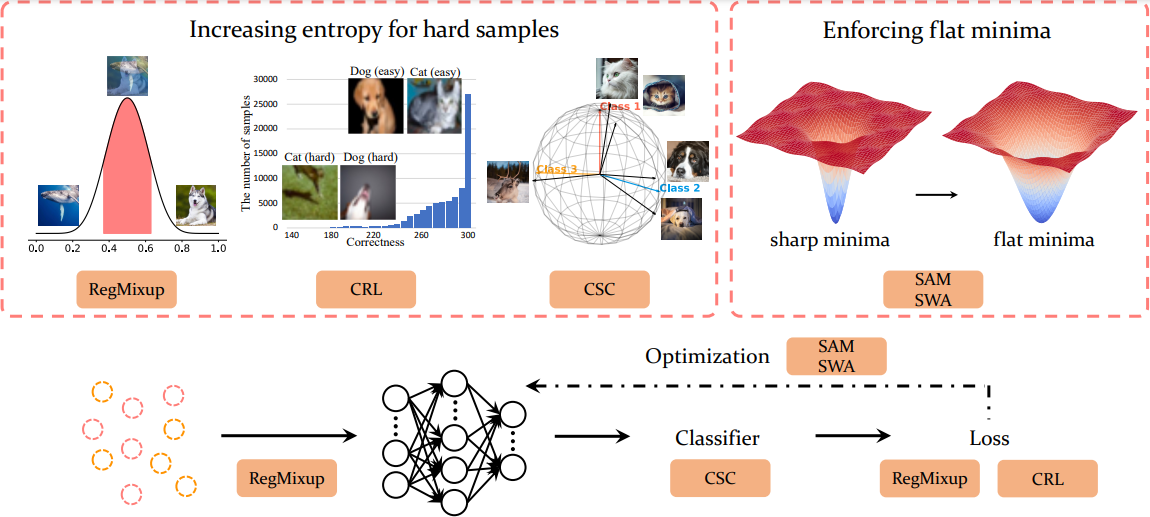 Increasing entropy for hard samples
0.0 0.2 0.4 0.6 0.8 1.0
RegMixup
The number of samples
30000
25000
20000
15000
10000
5000
0
140 180 220 260 300
Correctness
Dog (easy) Cat (easy)
Cat (hard) Dog (hard)
CRL
Class 1
Class 2
Class 3
CSC
Enforcing flat minima
sharp minima
flat minima
SAM
SWA
Optimization
SAM
SWA
RegMixup
Classifier
CSC
Loss
RegMixup
CRL